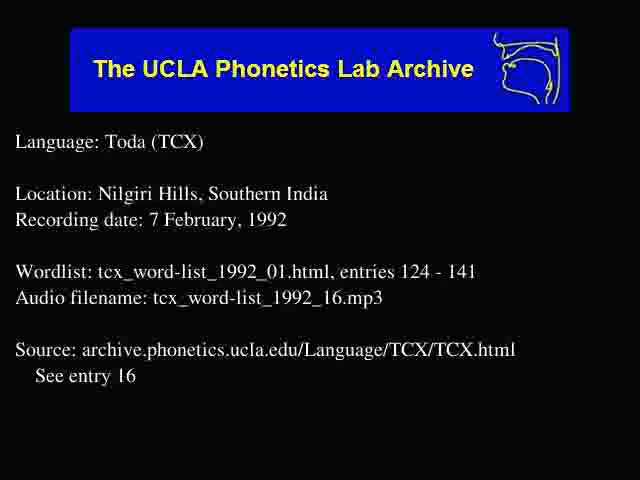 The UCLA Phonetics Lab Archive
Language: Toda (TCX)
Location: Nilgiri Hills, Southern India
Recording date: 7 February, 1992
Wordlist: tcx_word-list_1992_01.html, entries 124 - 141
Audio filename: tcx_word-list_1992_16.mp3
Source: archive.phonetics.ucla.edu/Language/TCX/TCX.html
See entry 16